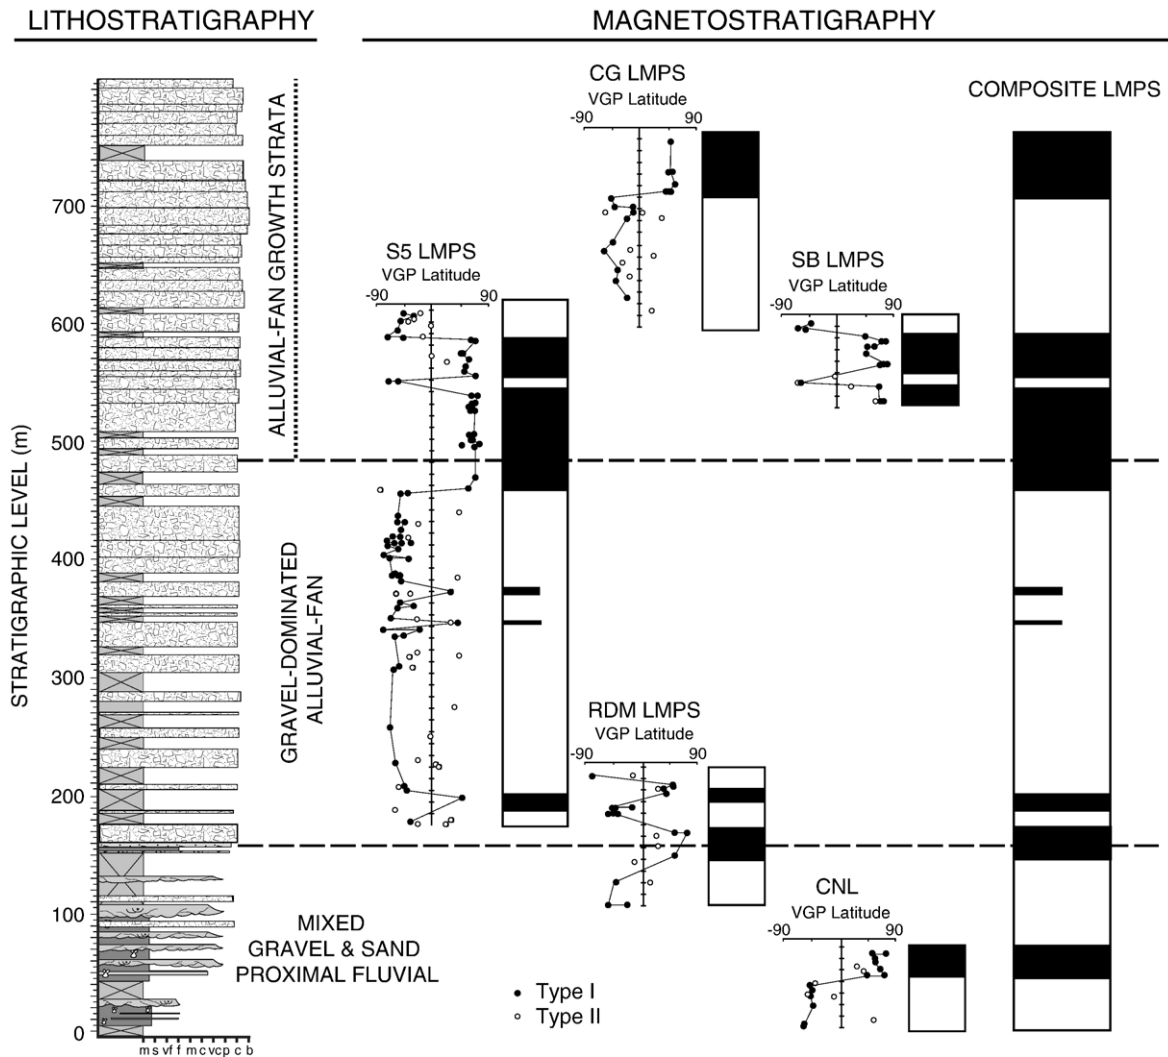 LITHOSTRATIGRAPHY
MAGNETOSTRATIGRAPHY
CG LMPS
VGP Latitude
-90 90
COMPOSITE LMPS
S5 LMPS
VGP Latitude
-90 90
SB LMPS
VGP Latitude
-90 90
RDM LMPS
VGP Latitude
-90 90
CNL
VGP Latitude
-90 90
STRATIGRAPHIC LEVEL (m)
700
600
500
400
300
200
100
0
ALLUVIAL-FAN GROWTH STRATA
GRAVEL-DOMINATED
ALLUVIAL-FAN
MIXED
GRAVEL & SAND
PROXIMAL FLUVIAL
Type I
Type II
m s vf f m c vc p c b